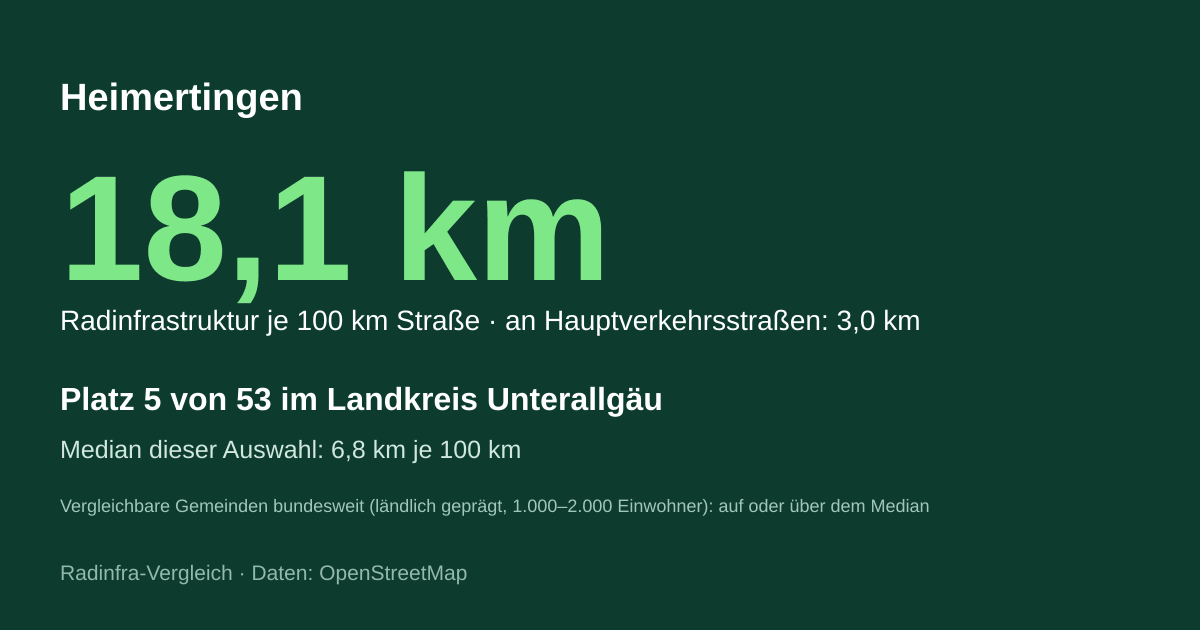 Heimertingen
18,1 km
Radinfrastruktur je 100 km Straße · an Hauptverkehrsstraßen: 3,0 km
Platz 5 von 53 im Landkreis Unterallgäu
Median dieser Auswahl: 6,8 km je 100 km
Vergleichbare Gemeinden bundesweit (ländlich geprägt, 1.000–2.000 Einwohner): auf oder über dem Median
Radinfra-Vergleich · Daten: OpenStreetMap